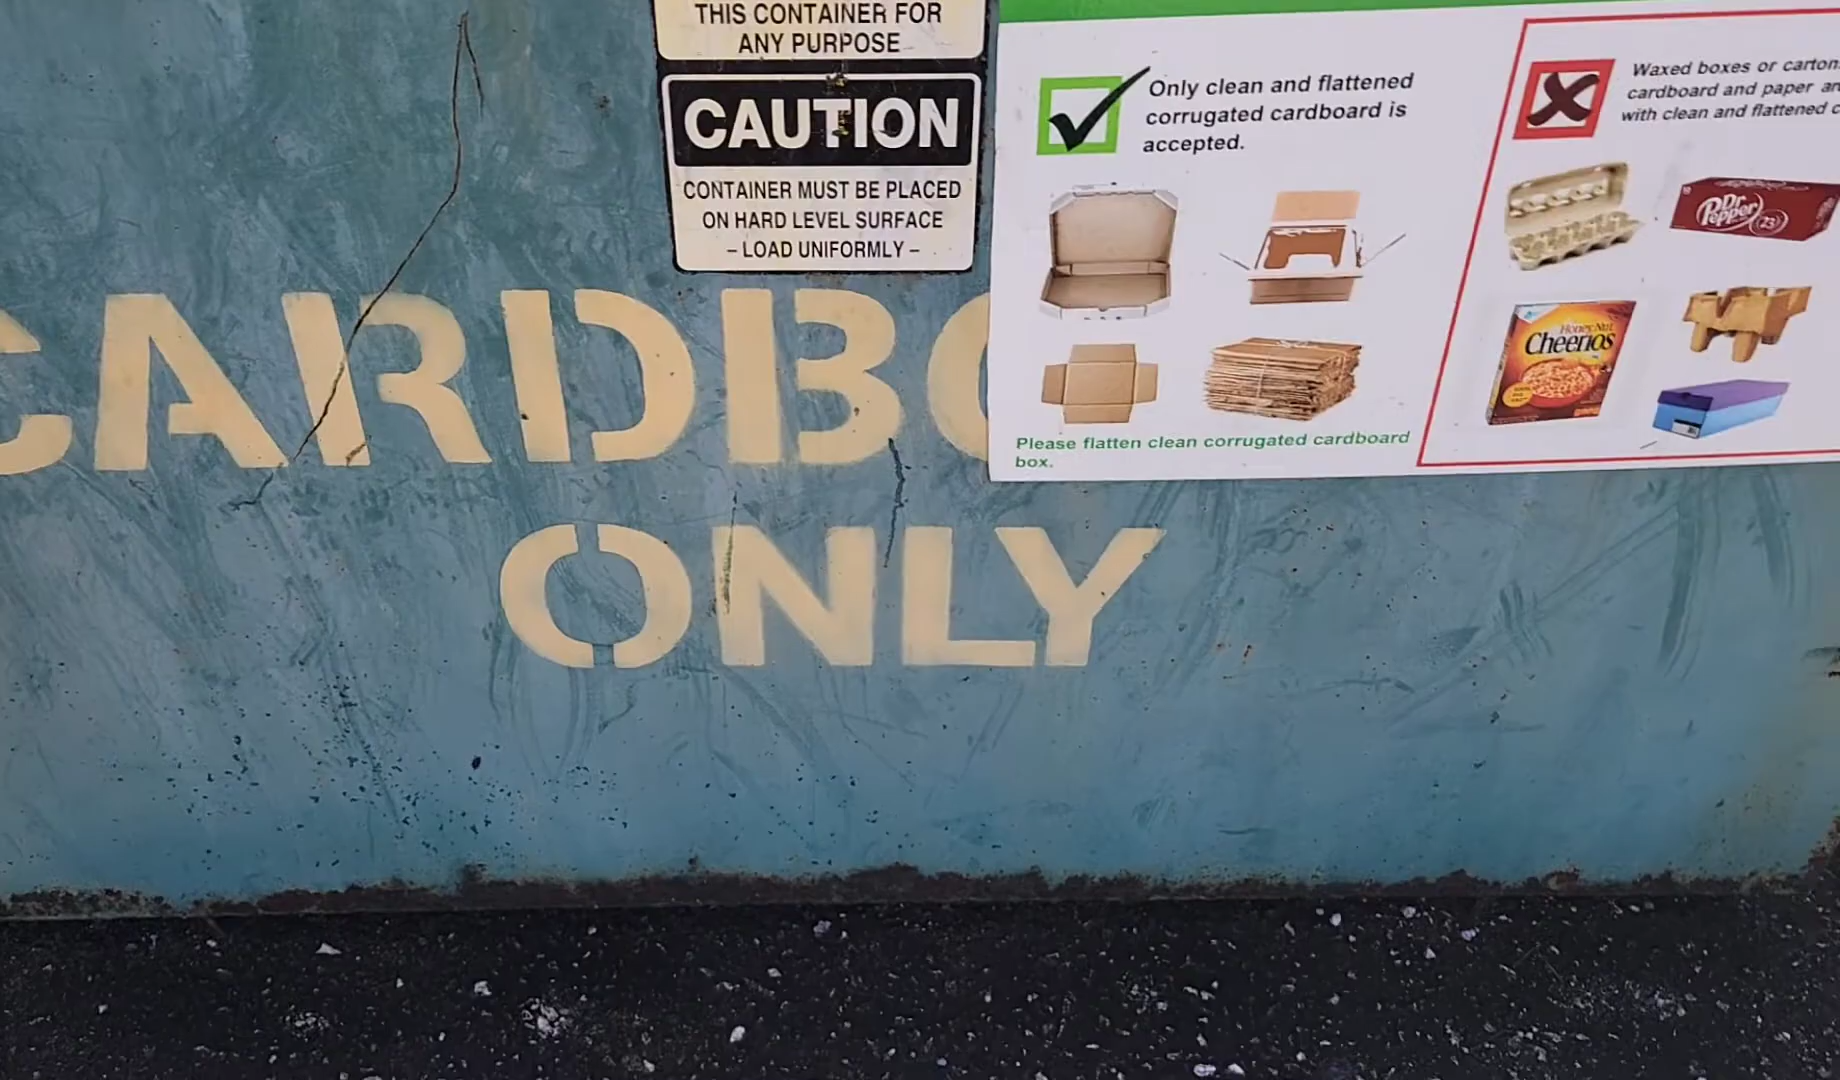 THIS CONTAINER FOR
ANY PURPOSE
CAUTION
CONTAINER MUST BE PLACED
ON HARD LEVEL SURFACE
– LOAD UNIFORMLY –
Only clean and flattened
corrugated cardboard is
accepted.
Please flatten clean corrugated cardboard
box.
Waxed boxes or carton
cardboard and paper
with clean and flattened
Dr Pepper
23
Honey Nut
Cheerios
CARDBO
ONLY